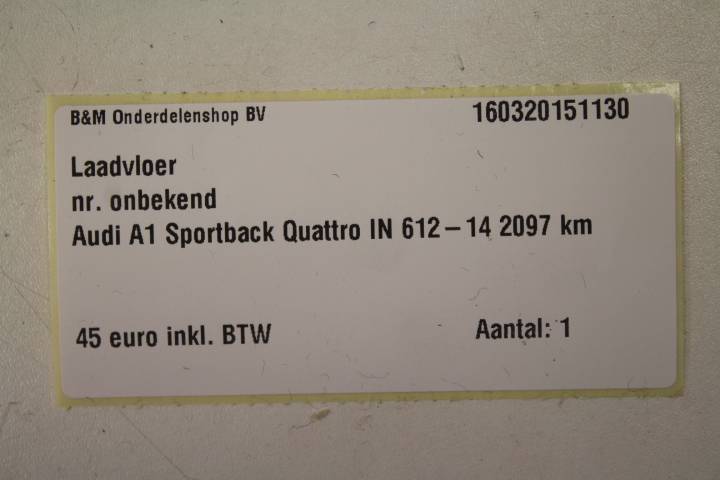 B&M Onderdelenshop BV 160320151130
Laadvloer
nr. onbekend
Audi A1 Sportback Quattro IN 612-14 2097 km
45 euro inkl. BTW Aantal: 1